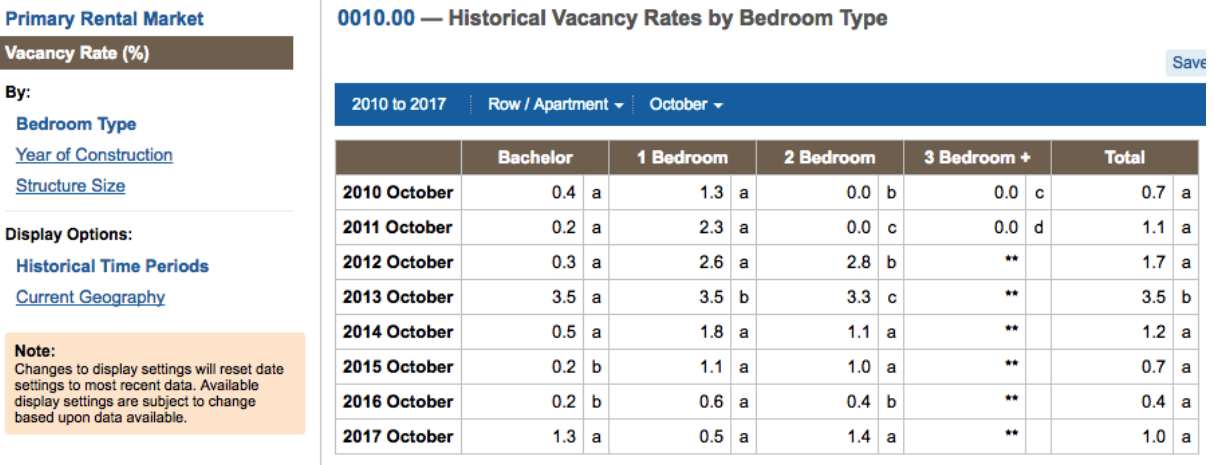 Primary Rental Market
Vacancy Rate (%)
By:
Bedroom Type
Year of Construction
Structure Size
Display Options:
Historical Time Periods
Current Geography
Note:
Changes to display settings will reset date
settings to most recent data. Available
display settings are subject to change
based upon data available.
0010.00 — Historical Vacancy Rates by Bedroom Type
Save
2010 to 2017 Row / Apartment October
Bachelor 1 Bedroom 2 Bedroom 3 Bedroom + Total
2010 October 0.4 a 1.3 a 0.0 b 0.0 c 0.7 a
2011 October 0.2 a 2.3 a 0.0 c 0.0 d 1.1 a
2012 October 0.3 a 2.6 a 2.8 b ** 1.7 a
2013 October 3.5 a 3.5 b 3.3 c ** 3.5 b
2014 October 0.5 a 1.8 a 1.1 a ** 1.2 a
2015 October 0.2 b 1.1 a 1.0 a ** 0.7 a
2016 October 0.2 b 0.6 a 0.4 b ** 0.4 a
2017 October 1.3 a 0.5 a 1.4 a ** 1.0 a